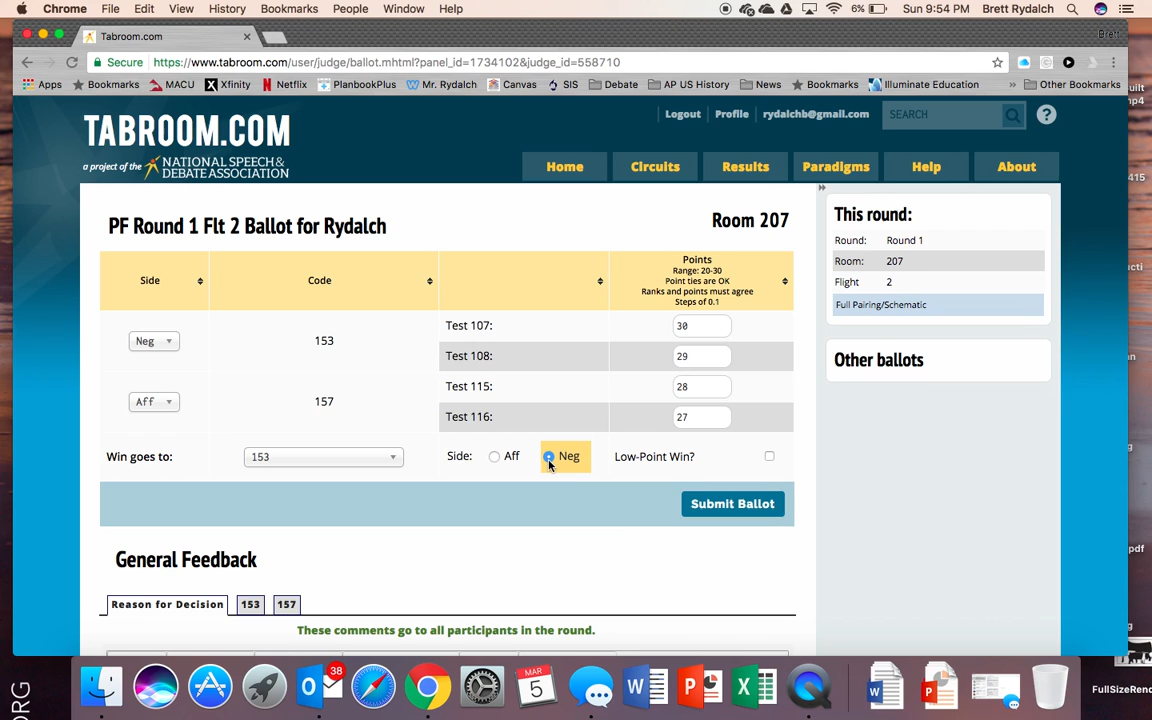 Chrome File Edit View History Bookmarks People Window Help 6% Sun 9:54 PM Brett Rydalch
Tabroom.com Brett
Secure https://www.tabroom.com/user/judge/ballot.mhtml?panel_id=1734102&judge_id=558710
Apps Bookmarks MACU Xfinity Netflix PlanbookPlus Mr. Rydalch Canvas SIS Debate AP US History News Bookmarks Illuminate Education » Other Bookmarks
TABROOM.COM
a project of the NATIONAL SPEECH & DEBATE ASSOCIATION
Logout Profile rydalchb@gmail.com SEARCH ?
Home Circuits Results Paradigms Help About
PF Round 1 Flt 2 Ballot for Rydalch Room 207
Side Code Points
Range: 20-30
Point ties are OK
Ranks and points must agree
Steps of 0.1
Neg 153 Test 107: 30
Test 108: 29
Aff 157 Test 115: 28
Test 116: 27
Win goes to: 153 Side: Aff Neg Low-Point Win?
Submit Ballot
General Feedback
Reason for Decision 153 157
These comments go to all participants in the round.
This round:
Round: Round 1
Room: 207
Flight 2
Full Pairing/Schematic
Other ballots
38
MAR
5
FullSizeRend
ORG